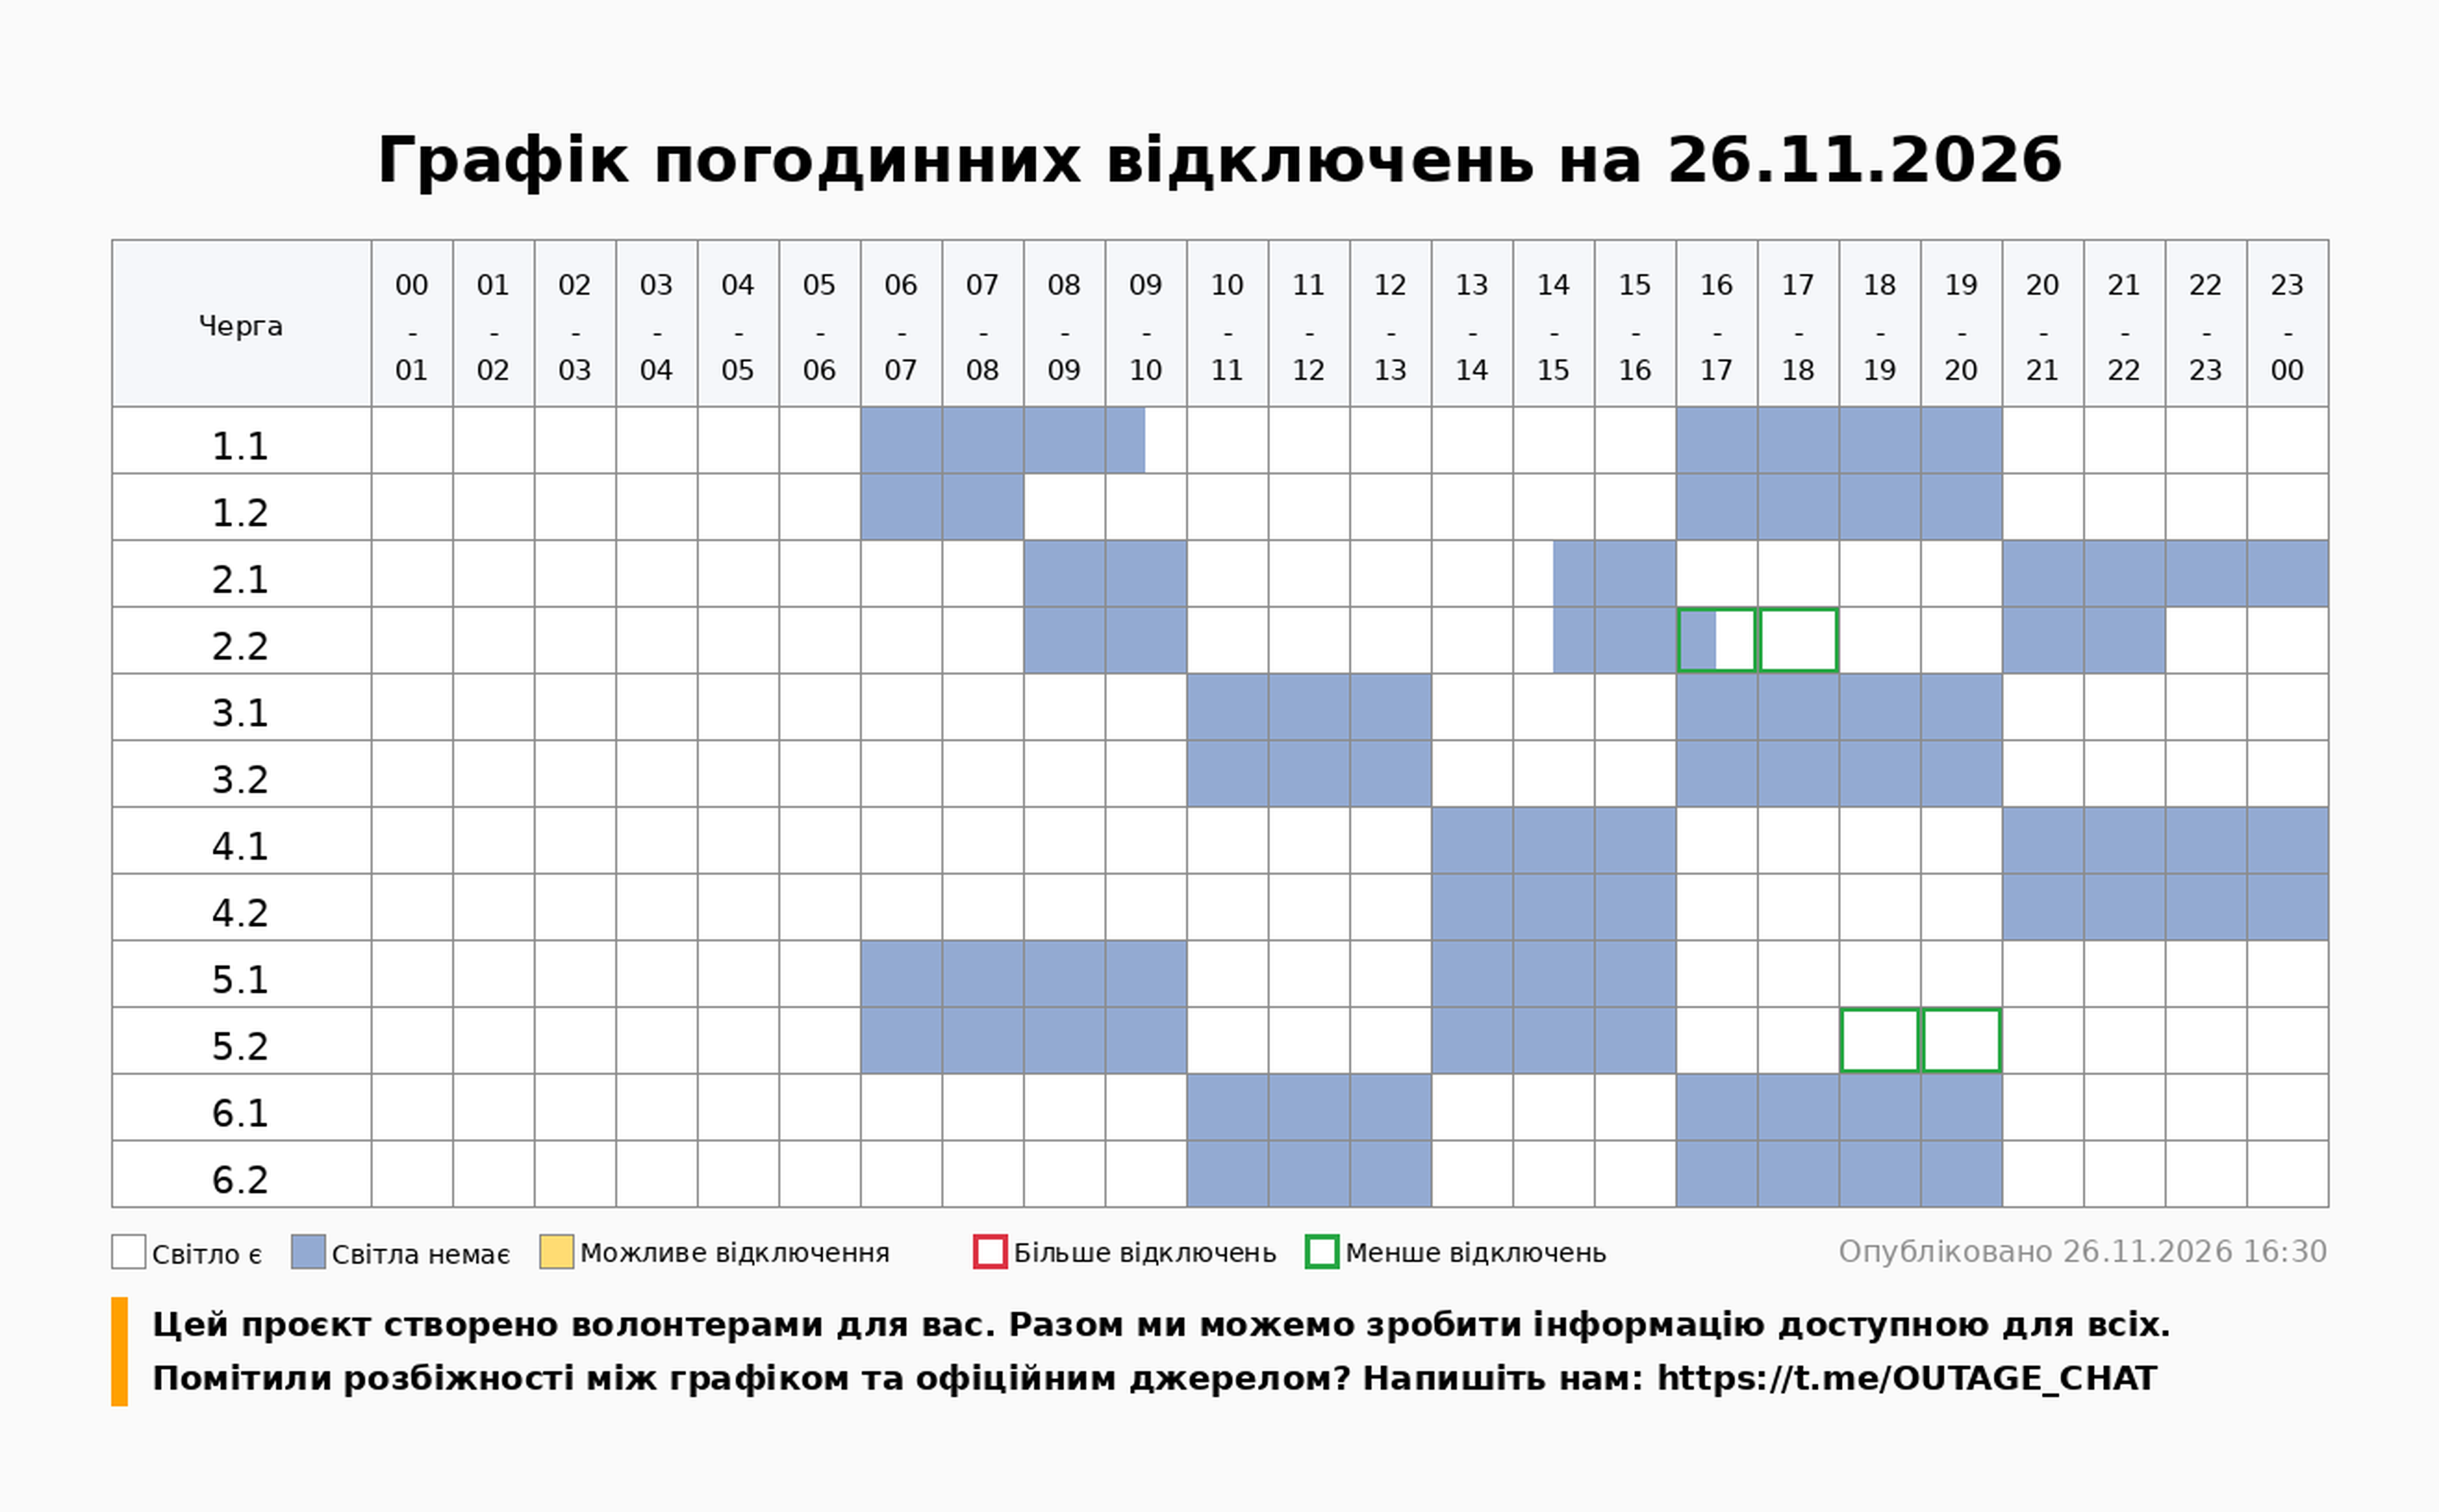 Графік погодинних відключень на 26.11.2026
Черга
00 - 01
01 - 02
02 - 03
03 - 04
04 - 05
05 - 06
06 - 07
07 - 08
08 - 09
09 - 10
10 - 11
11 - 12
12 - 13
13 - 14
14 - 15
15 - 16
16 - 17
17 - 18
18 - 19
19 - 20
20 - 21
21 - 22
22 - 23
23 - 00
1.1
1.2
2.1
2.2
3.1
3.2
4.1
4.2
5.1
5.2
6.1
6.2
Світло є
Світла немає
Можливе відключення
Більше відключень
Менше відключень
Опубліковано 26.11.2026 16:30
Цей проєкт створено волонтерами для вас. Разом ми можемо зробити інформацію доступною для всіх.
Помітили розбіжності між графіком та офіційним джерелом? Напишіть нам: https://t.me/OUTAGE_CHAT